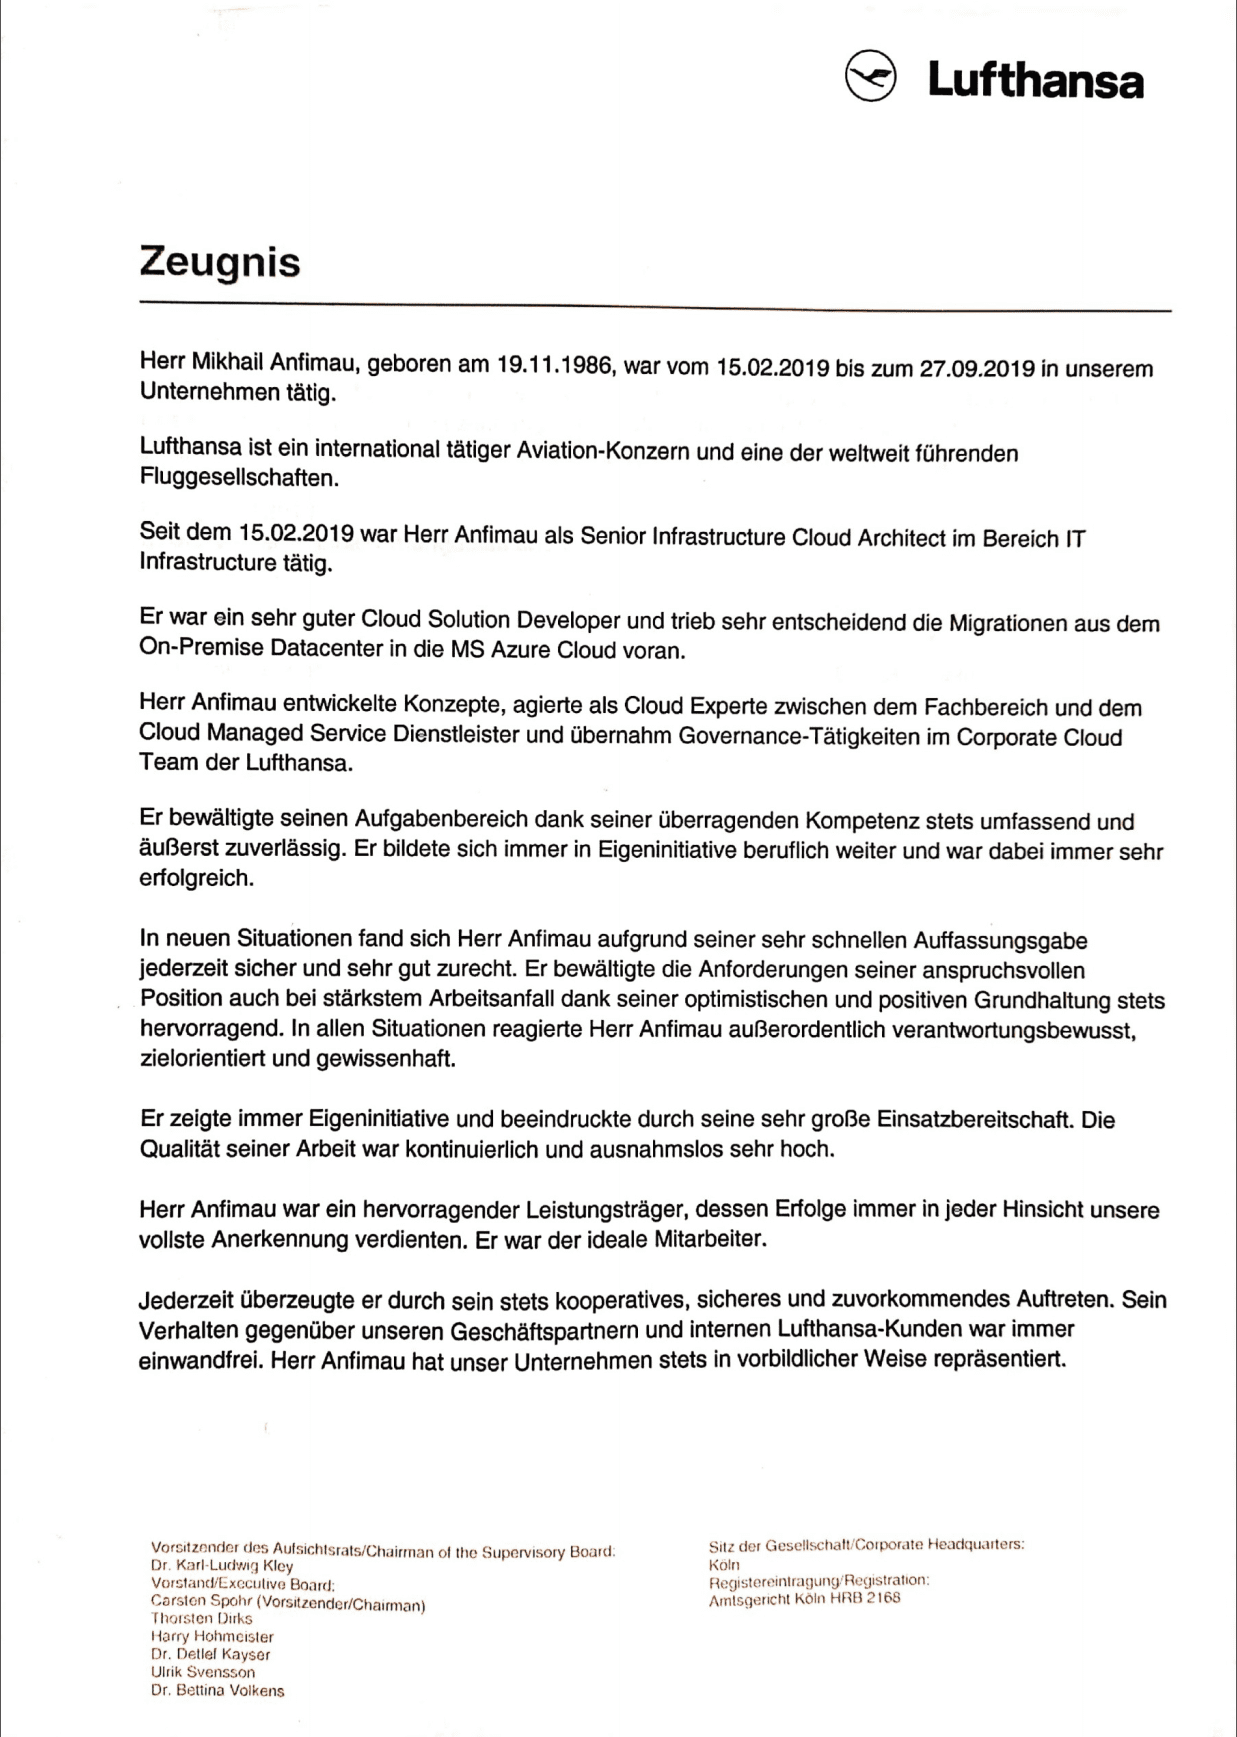 Lufthansa
Zeugnis
Herr Mikhail Anfimau, geboren am 19.11.1986, war vom 15.02.2019 bis zum 27.09.2019 in unserem
Unternehmen tätig.
Lufthansa ist ein international tätiger Aviation-Konzern und eine der weltweit führenden
Fluggesellschaften.
Seit dem 15.02.2019 war Herr Anfimau als Senior Infrastructure Cloud Architect im Bereich IT
Infrastructure tätig.
Er war ein sehr guter Cloud Solution Developer und trieb sehr entscheidend die Migrationen aus dem
On-Premise Datacenter in die MS Azure Cloud voran.
Herr Anfimau entwickelte Konzepte, agierte als Cloud Experte zwischen dem Fachbereich und dem
Cloud Managed Service Dienstleister und übernahm Governance-Tätigkeiten im Corporate Cloud
Team der Lufthansa.
Er bewältigte seinen Aufgabenbereich dank seiner überragenden Kompetenz stets umfassend und
äußerst zuverlässig. Er bildete sich immer in Eigeninitiative beruflich weiter und war dabei immer sehr
erfolgreich.
In neuen Situationen fand sich Herr Anfimau aufgrund seiner sehr schnellen Auffassungsgabe
jederzeit sicher und sehr gut zurecht. Er bewältigte die Anforderungen seiner anspruchsvollen
Position auch bei stärkstem Arbeitsanfall dank seiner optimistischen und positiven Grundhaltung stets
hervorragend. In allen Situationen reagierte Herr Anfimau außerordentlich verantwortungsbewusst,
zielorientiert und gewissenhaft.
Er zeigte immer Eigeninitiative und beeindruckte durch seine sehr große Einsatzbereitschaft. Die
Qualität seiner Arbeit war kontinuierlich und ausnahmslos sehr hoch.
Herr Anfimau war ein hervorragender Leistungsträger, dessen Erfolge immer in jeder Hinsicht unsere
vollste Anerkennung verdienten. Er war der ideale Mitarbeiter.
Jederzeit überzeugte er durch sein stets kooperatives, sicheres und zuvorkommendes Auftreten. Sein
Verhalten gegenüber unseren Geschäftspartnern und internen Lufthansa-Kunden war immer
einwandfrei. Herr Anfimau hat unser Unternehmen stets in vorbildlicher Weise repräsentiert.
Vorsitzender des Aufsichtsrats/Chairman of the Supervisory Board:
Dr. Karl-Ludwig Kley
Vorstand/Executive Board:
Carsten Spohr (Vorsitzender/Chairman)
Thorsten Dirks
Harry Hohmeister
Dr. Detlef Kayser
Ulrik Svensson
Dr. Bettina Volkens
Sitz der Gesellschaft/Corporate Headquarters:
Köln
Registereintragung/Registration:
Amtsgericht Köln HRB 2168